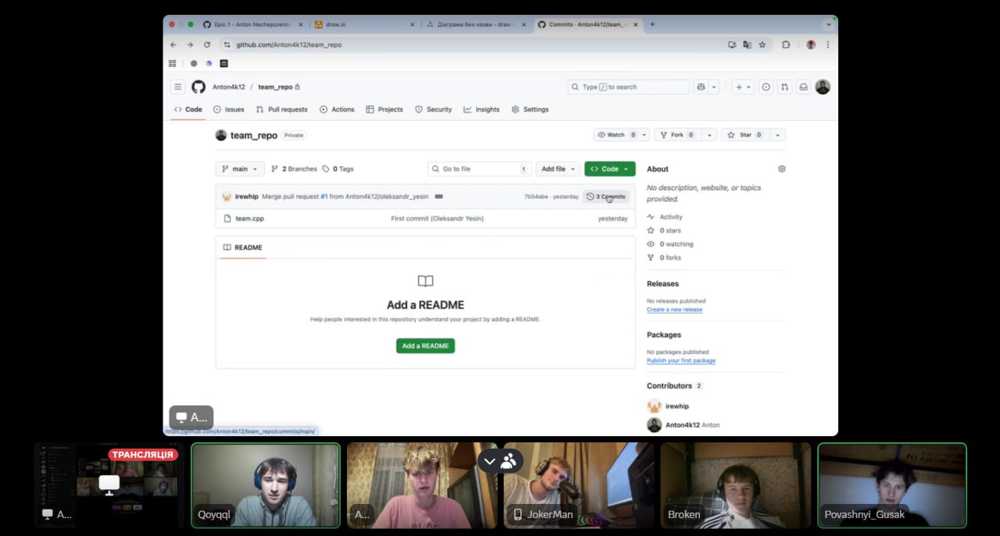 Epic 1 - Anton Nechepurenko
draw.io
Діаграма без назви - draw.
Commits · Anton4k12/team_
github.com/Anton4k12/team_repo
Anton4k12 / team_repo
Type / to search
Code
Issues
Pull requests
Actions
Projects
Security
Insights
Settings
team_repo
Private
Watch 0
Fork 0
Star 0
main
2 Branches
0 Tags
Go to file
t
Add file
Code
About
irewhip Merge pull request #1 from Anton4k12/oleksandr_yesin
7b54abe · yesterday
3 Commits
No description, website, or topics
provided.
team.cpp
First commit (Oleksandr Yesin)
yesterday
Activity
0 stars
0 watching
0 forks
README
Add a README
Help people interested in this repository understand your project by adding a README.
Add a README
Releases
No releases published
Create a new release
Packages
No packages published
Publish your first package
Contributors 2
irewhip
Anton4k12 Anton
A...
https://github.com/Anton4k12/team_repo/commits/main/
ТРАНСЛЯЦІЯ
A...
Qoyqql
A...
JokerMan
Broken
Povashnyi_Gusak